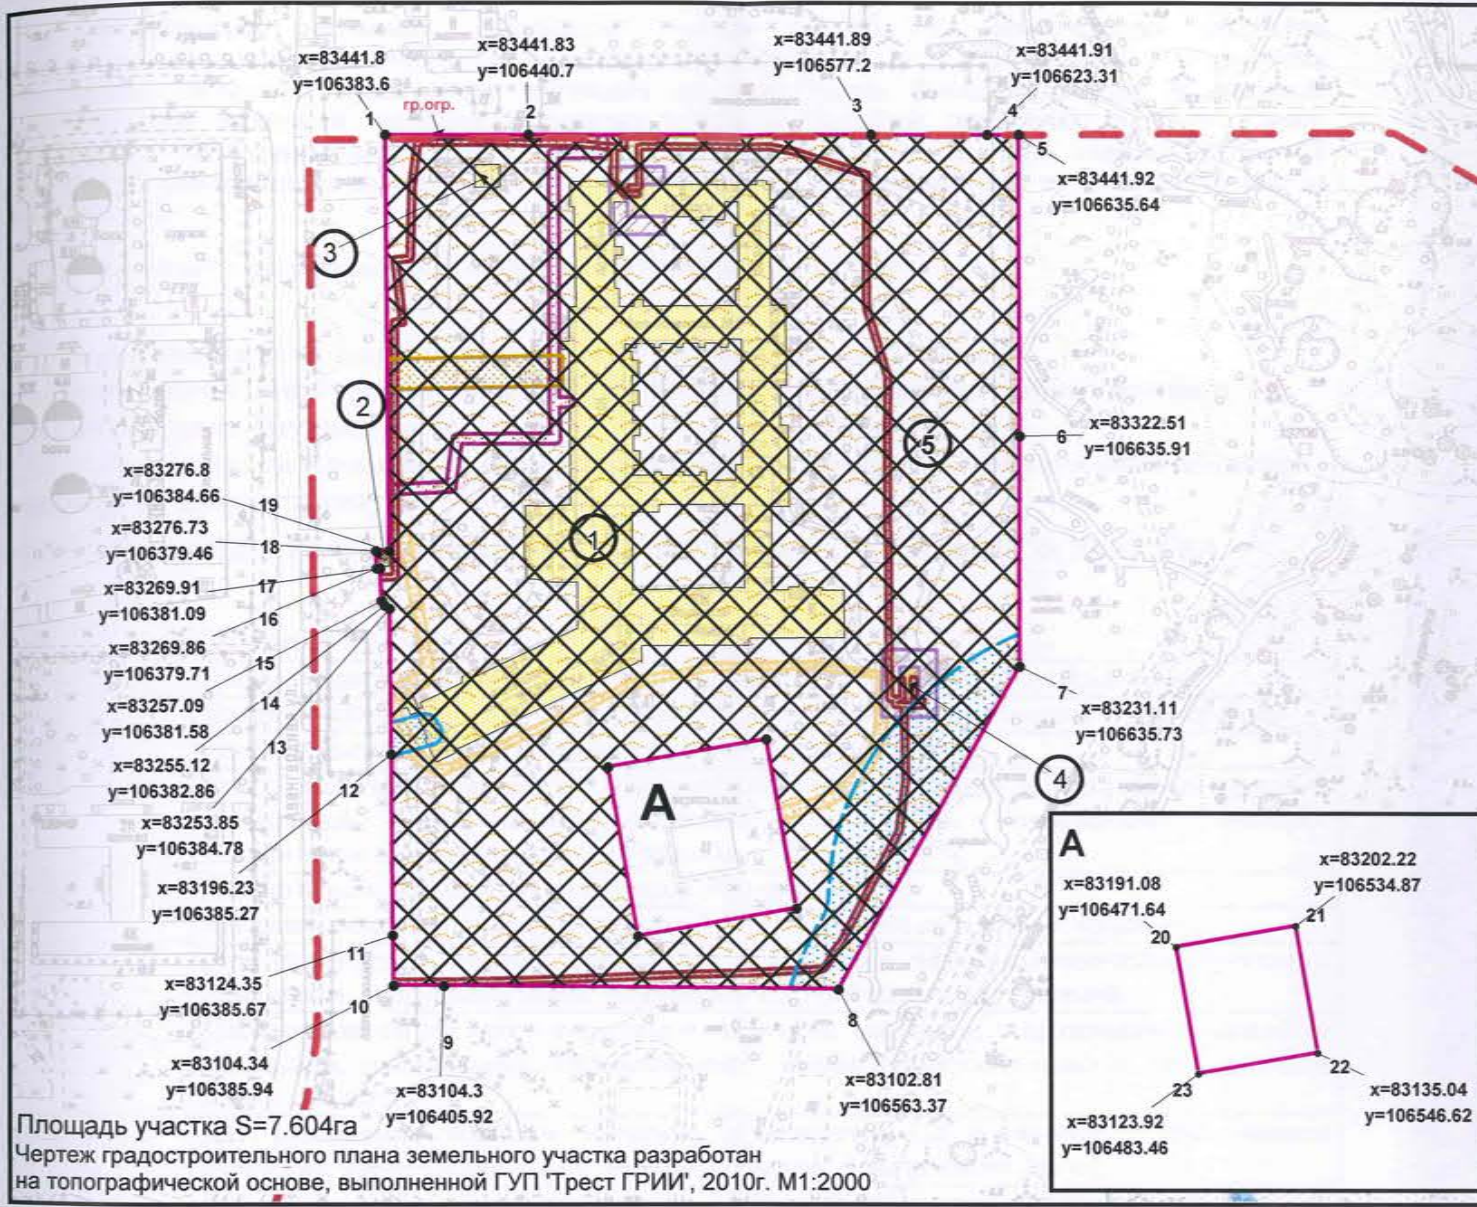 x=83441.8
y=106383.6
1
гр.огр.
x=83441.83
y=106440.7
2
x=83441.89
y=106577.2
3
x=83441.91
y=106623.31
4
5
x=83441.92
y=106635.64
3
2
5
6
x=83322.51
y=106635.91
x=83276.8
y=106384.66
19
x=83276.73
y=106379.46
18
1
x=83269.91
y=106381.09
17
16
x=83269.86
y=106379.71
15
14
x=83257.09
y=106381.58
13
x=83255.12
y=106382.86
12
x=83253.85
y=106384.78
x=83196.23
y=106385.27
11
7
x=83231.11
y=106635.73
4
А
x=83124.35
y=106385.67
10
x=83104.34
y=106385.94
9
x=83104.3
y=106405.92
8
x=83102.81
y=106563.37
А
x=83191.08
y=106471.64
20
x=83202.22
y=106534.87
21
22
x=83135.04
y=106546.62
23
x=83123.92
y=106483.46
Площадь участка S=7.604га
Чертеж градостроительного плана земельного участка разработан
на топографической основе, выполненной ГУП "Трест ГРИИ", 2010г. М1:2000